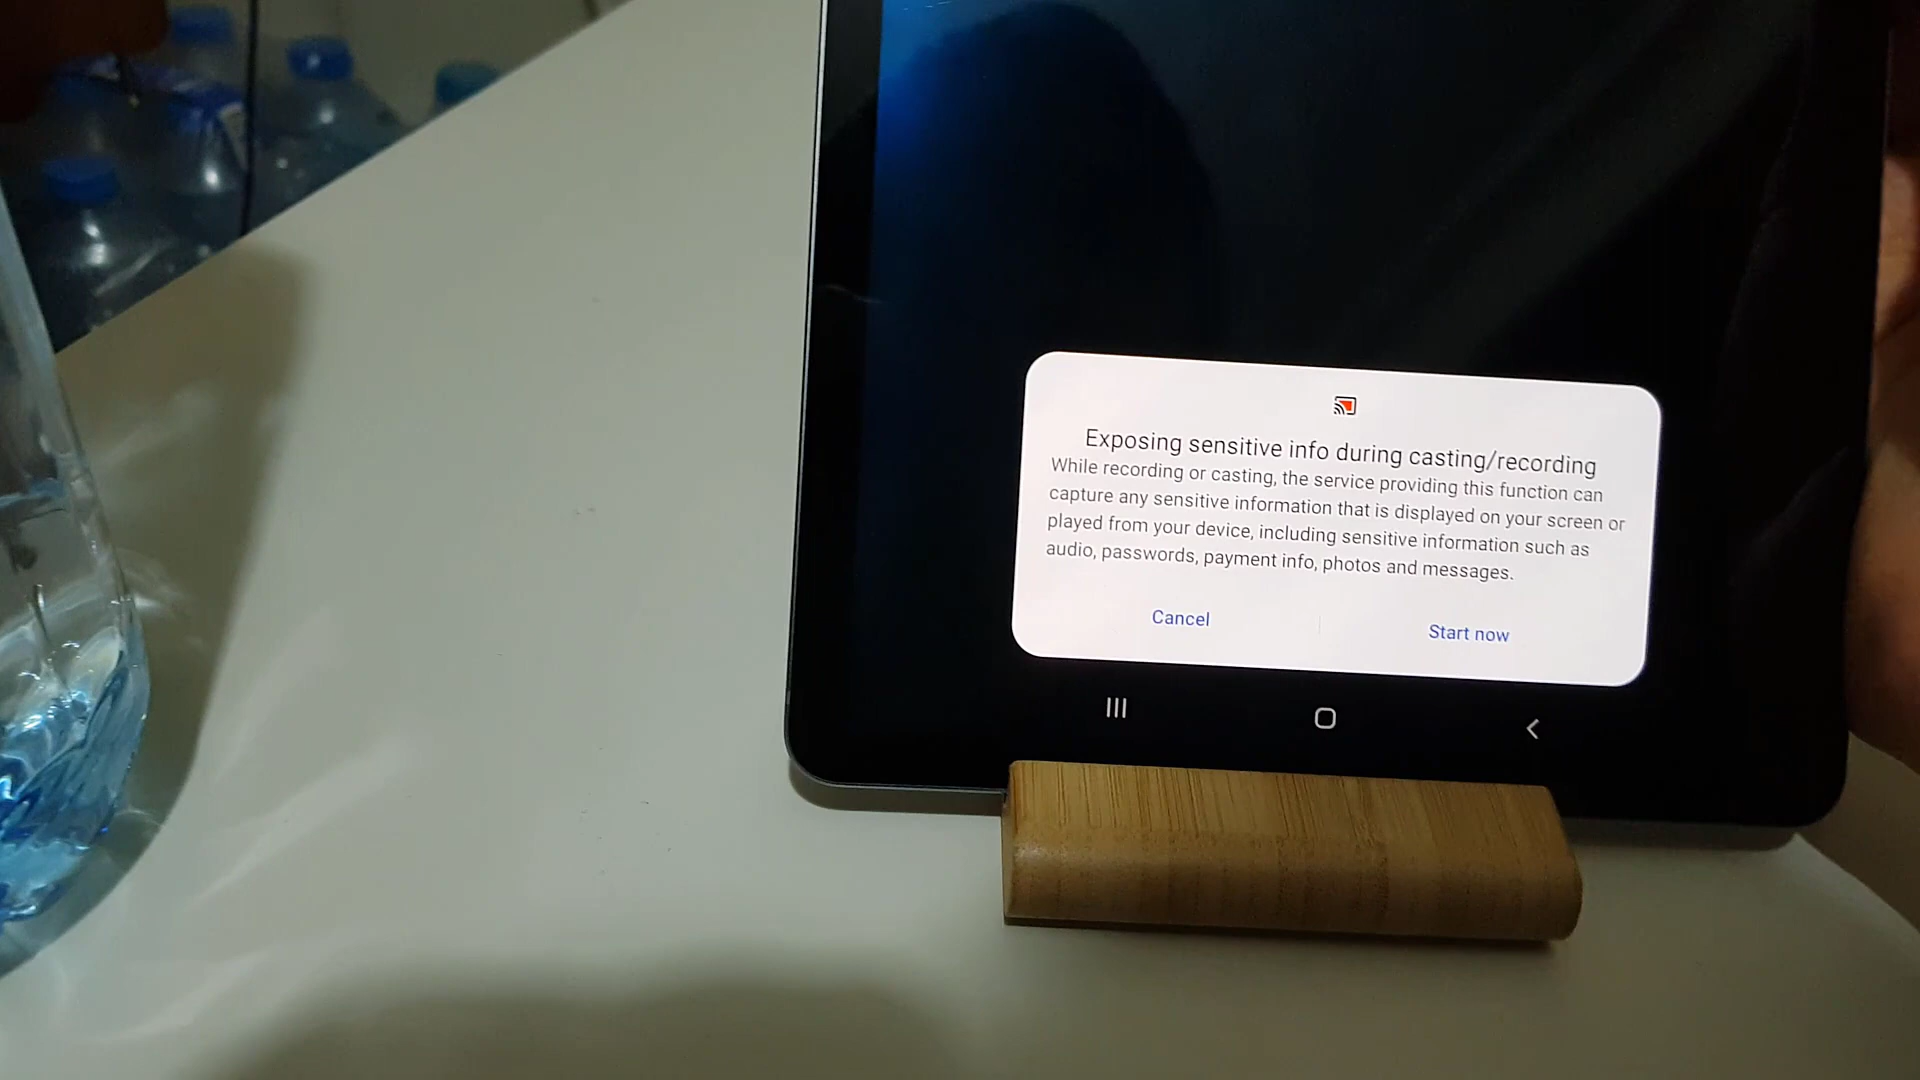 Exposing sensitive info during casting/recording
While recording or casting, the service providing this function can
capture any sensitive information that is displayed on your screen or
played from your device, including sensitive information such as
audio, passwords, payment info, photos and messages.
Cancel
Start now